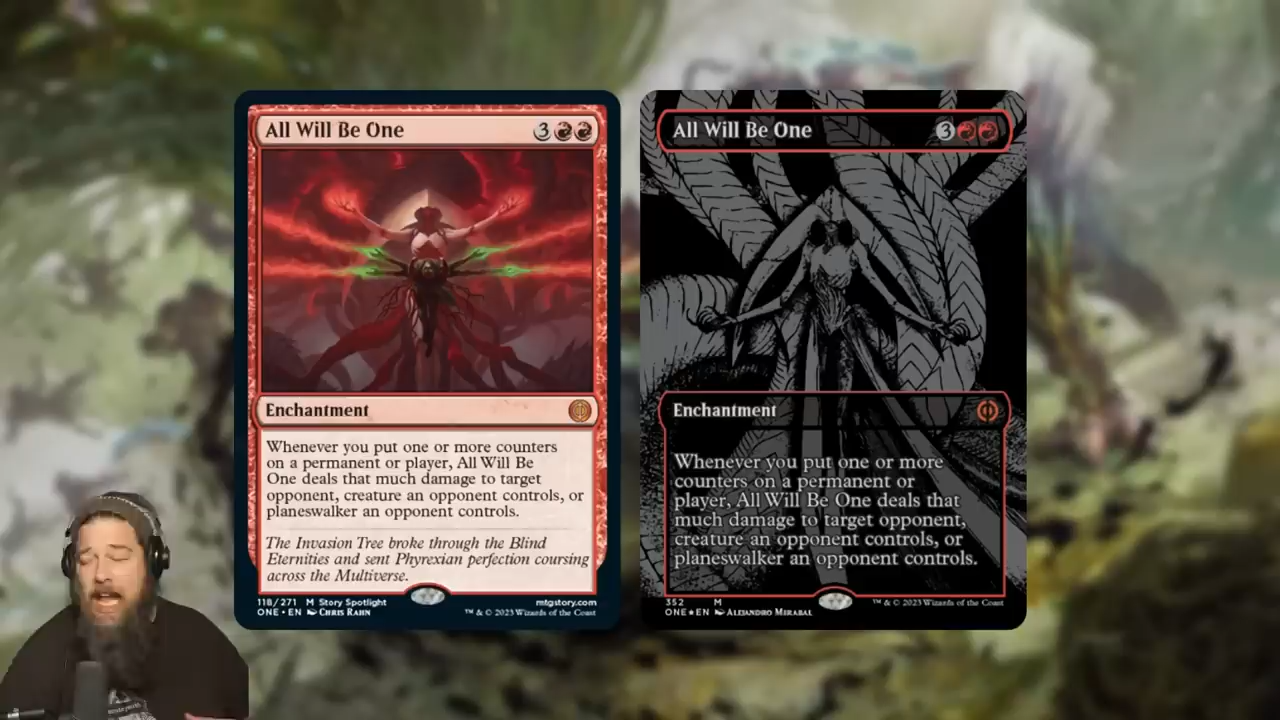 All Will Be One
3
Enchantment
Whenever you put one or more counters
on a permanent or player, All Will Be
One deals that much damage to target
opponent, creature an opponent controls, or
planeswalker an opponent controls.
The Invasion Tree broke through the Blind
Eternities and sent Phyrexian perfection coursing
across the Multiverse.
118/271 M Story Spotlight
ONE • EN Chris Rahn
mtgstory.com
™ & © 2023 Wizards of the Coast
All Will Be One
3
Enchantment
Whenever you put one or more
counters on a permanent or
player, All Will Be One deals that
much damage to target opponent,
creature an opponent controls, or
planeswalker an opponent controls.
352 M
ONE ★ EN Alejandro Mirabal
™ & © 2023 Wizards of the Coast